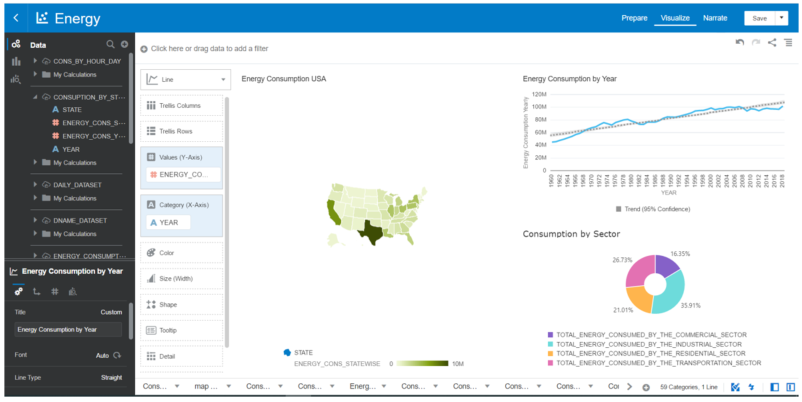 Energy
Prepare
Visualize
Narrate
Save
Data
CONS_BY_HOUR_DAY
My Calculations
CONSUPTION_BY_ST...
STATE
ENERGY_CONS_S...
ENERGY_CONS_Y...
YEAR
My Calculations
DAILY_DATASET
My Calculations
DNAME_DATASET
My Calculations
ENERGY_CONSUMPT...
Energy Consumption by Year
Title
Custom
Energy Consumption by Year
Font
Auto
Line Type
Straight
Click here or drag data to add a filter
Line
Trellis Columns
Trellis Rows
Values (Y-Axis)
ENERGY_CO...
Category (X-Axis)
YEAR
Color
Size (Width)
Shape
Tooltip
Detail
Energy Consumption USA
STATE
ENERGY_CONS_STATEWISE
0
10M
Energy Consumption by Year
Energy Consumption Yearly
120M
100M
80M
60M
40M
20M
0
1960 1962 1964 1966 1968 1970 1972 1974 1976 1978 1980 1982 1984 1986 1988 1990 1992 1994 1996 1998 2000 2002 2004 2006 2008 2010 2012 2014 2016 2018
YEAR
Trend (95% Confidence)
Consumption by Sector
16.35%
26.73%
35.91%
21.01%
TOTAL_ENERGY_CONSUMED_BY_THE_COMMERCIAL_SECTOR
TOTAL_ENERGY_CONSUMED_BY_THE_INDUSTRIAL_SECTOR
TOTAL_ENERGY_CONSUMED_BY_THE_RESIDENTIAL_SECTOR
TOTAL_ENERGY_CONSUMED_BY_THE_TRANSPORTATION_SECTOR
Cons... map ... Cons... Cons... Energ... Cons... Cons... Cons... Cons... Co
59 Categories, 1 Line